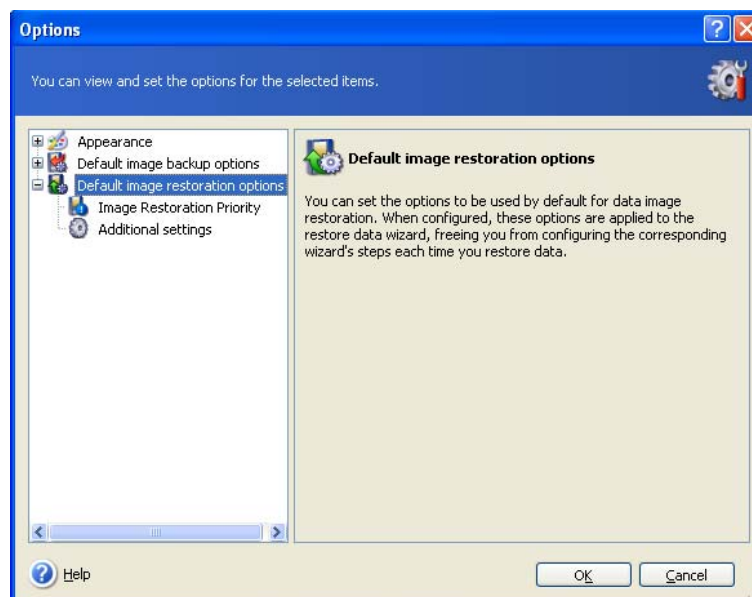 Options
You can view and set the options for the selected items.
Appearance
Default image backup options
Default image restoration options
Image Restoration Priority
Additional settings
Default image restoration options
You can set the options to be used by default for data image
restoration. When configured, these options are applied to the
restore data wizard, freeing you from configuring the corresponding
wizard's steps each time you restore data.
Help
OK
Cancel